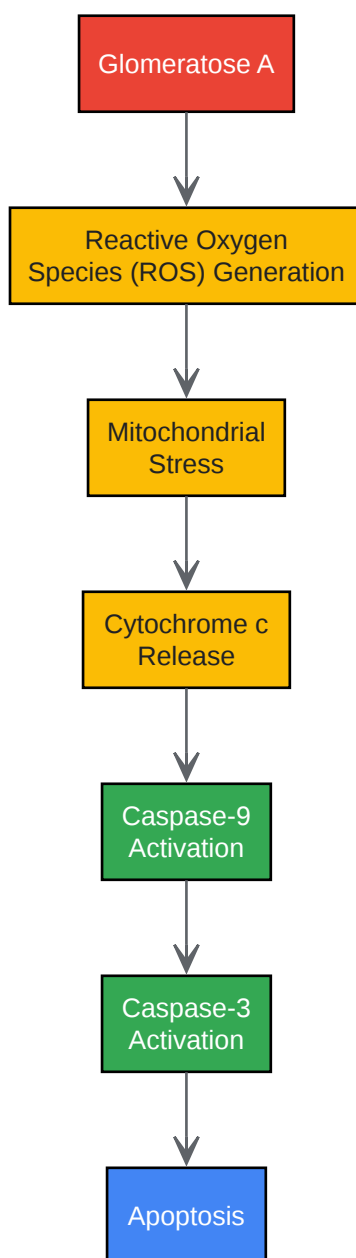 Glomeratose A
Reactive Oxygen
Species (ROS) Generation
Mitochondrial
Stress
Cytochrome c
Release
Caspase-9
Activation
Caspase-3
Activation
Apoptosis